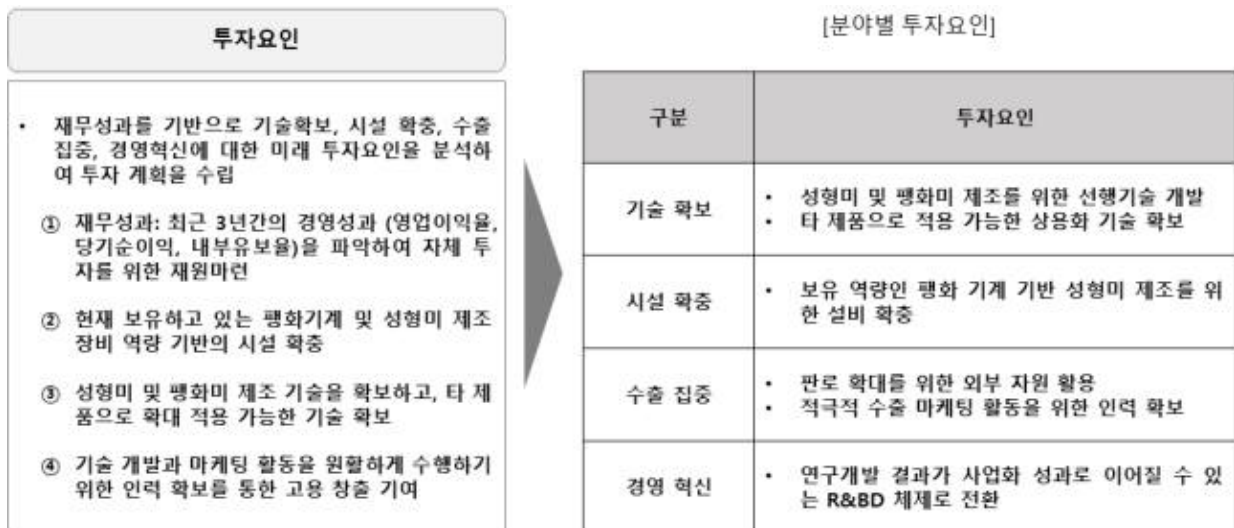 투자요인
• 재무성과를 기반으로 기술확보, 시설 확충, 수출
집중, 경영혁신에 대한 미래 투자요인을 분석하
여 투자 계획을 수립
① 재무성과: 최근 3년간의 경영성과 (영업이익율,
당기순이익, 내부유보율)을 파악하여 자체 투
자를 위한 재원마련
② 현재 보유하고 있는 팽화기계 및 성형미 제조
장비 역량 기반의 시설 확충
③ 성형미 및 팽화미 제조 기술을 확보하고, 타 제
품으로 확대 적용 가능한 기술 확보
④ 기술 개발과 마케팅 활동을 원활하게 수행하기
위한 인력 확보를 통한 고용 창출 기여
[분야별 투자요인]
구분
투자요인
기술 확보
• 성형미 및 팽화미 제조를 위한 선행기술 개발
• 타 제품으로 적용 가능한 상용화 기술 확보
시설 확충
• 보유 역량인 팽화 기계 기반 성형미 제조를 위
한 설비 확충
수출 집중
• 판로 확대를 위한 외부 자원 활용
• 적극적 수출 마케팅 활동을 위한 인력 확보
경영 혁신
• 연구개발 결과가 사업화 성과로 이어질 수 있
는 R&BD 체제로 전환